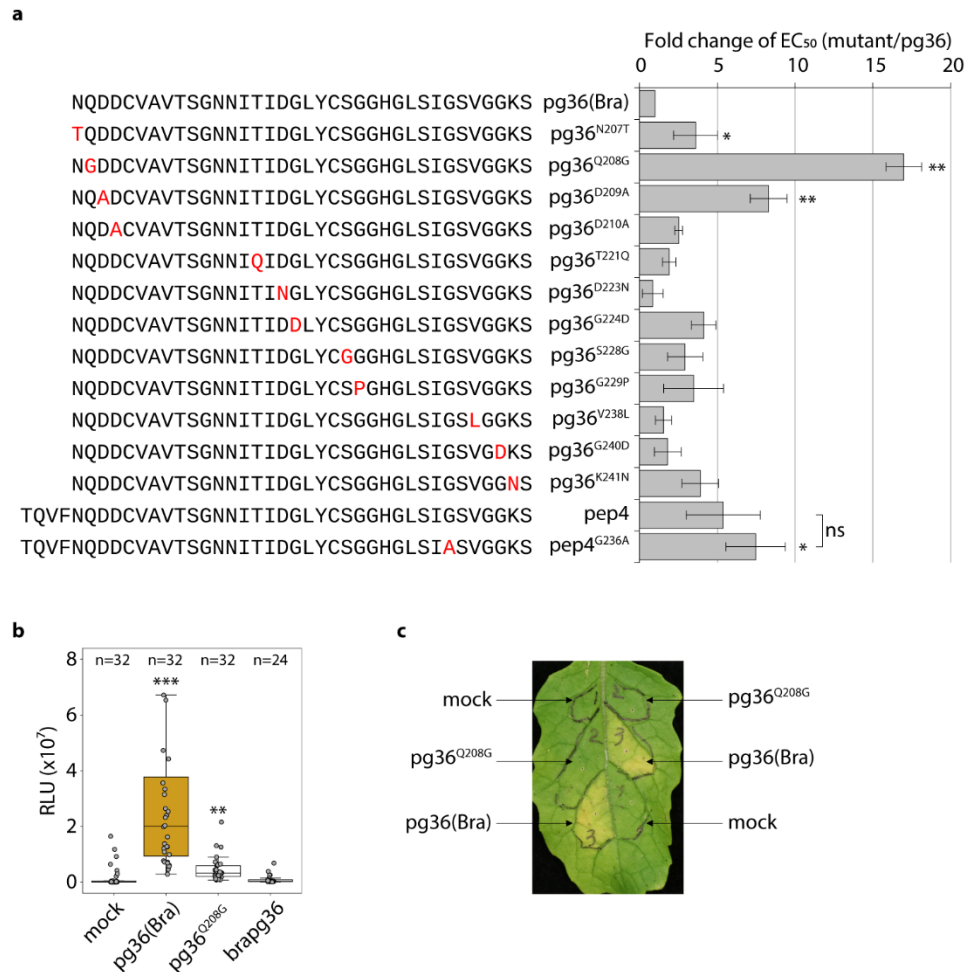 a
Fold change of EC₅₀ (mutant/pg36)
0 5 10 15 20
NQDDCVAVTSGNNITIDGLYCSGGHGLSIGSVGGKS pg36(Bra)
TQDDCVAVTSGNNITIDGLYCSGGHGLSIGSVGGKS pg36ᴺ²⁰⁷ᵀ *
NGDDCVAVTSGNNITIDGLYCSGGHGLSIGSVGGKS pg36Q208G **
NQADCVAVTSGNNITIDGLYCSGGHGLSIGSVGGKS pg36D209A **
NQDACVAVTSGNNITIDGLYCSGGHGLSIGSVGGKS pg36D210A
NQDDCVAVTSGNNIQIDGLYCSGGHGLSIGSVGGKS pg36T221Q
NQDDCVAVTSGNNITINGLYCSGGHGLSIGSVGGKS pg36D223N
NQDDCVAVTSGNNITIDDLYCSGGHGLSIGSVGGKS pg36G224D
NQDDCVAVTSGNNITIDGLYCGGGHGLSIGSVGGKS pg36S228G
NQDDCVAVTSGNNITIDGLYCSPGHGLSIGSVGGKS pg36G229P
NQDDCVAVTSGNNITIDGLYCSGGHGLSIGSLGGKS pg36V238L
NQDDCVAVTSGNNITIDGLYCSGGHGLSIGSVGDKS pg36G240D
NQDDCVAVTSGNNITIDGLYCSGGHGLSIGSVGGNS pg36K241N
TQVFNQDDCVAVTSGNNITIDGLYCSGGHGLSIGSVGGKS pep4
ns
TQVFNQDDCVAVTSGNNITIDGLYCSGGHGLSIASVGGKS pep4G236A *
b
n=32 n=32 n=32 n=24
***
**
RLU (x10⁷)
8
6
4
2
0
mock
pg36(Bra)
pg36Q208G
brapg36
c
mock
pg36Q208G
pg36Q208G
pg36(Bra)
pg36(Bra)
mock
2
3
3